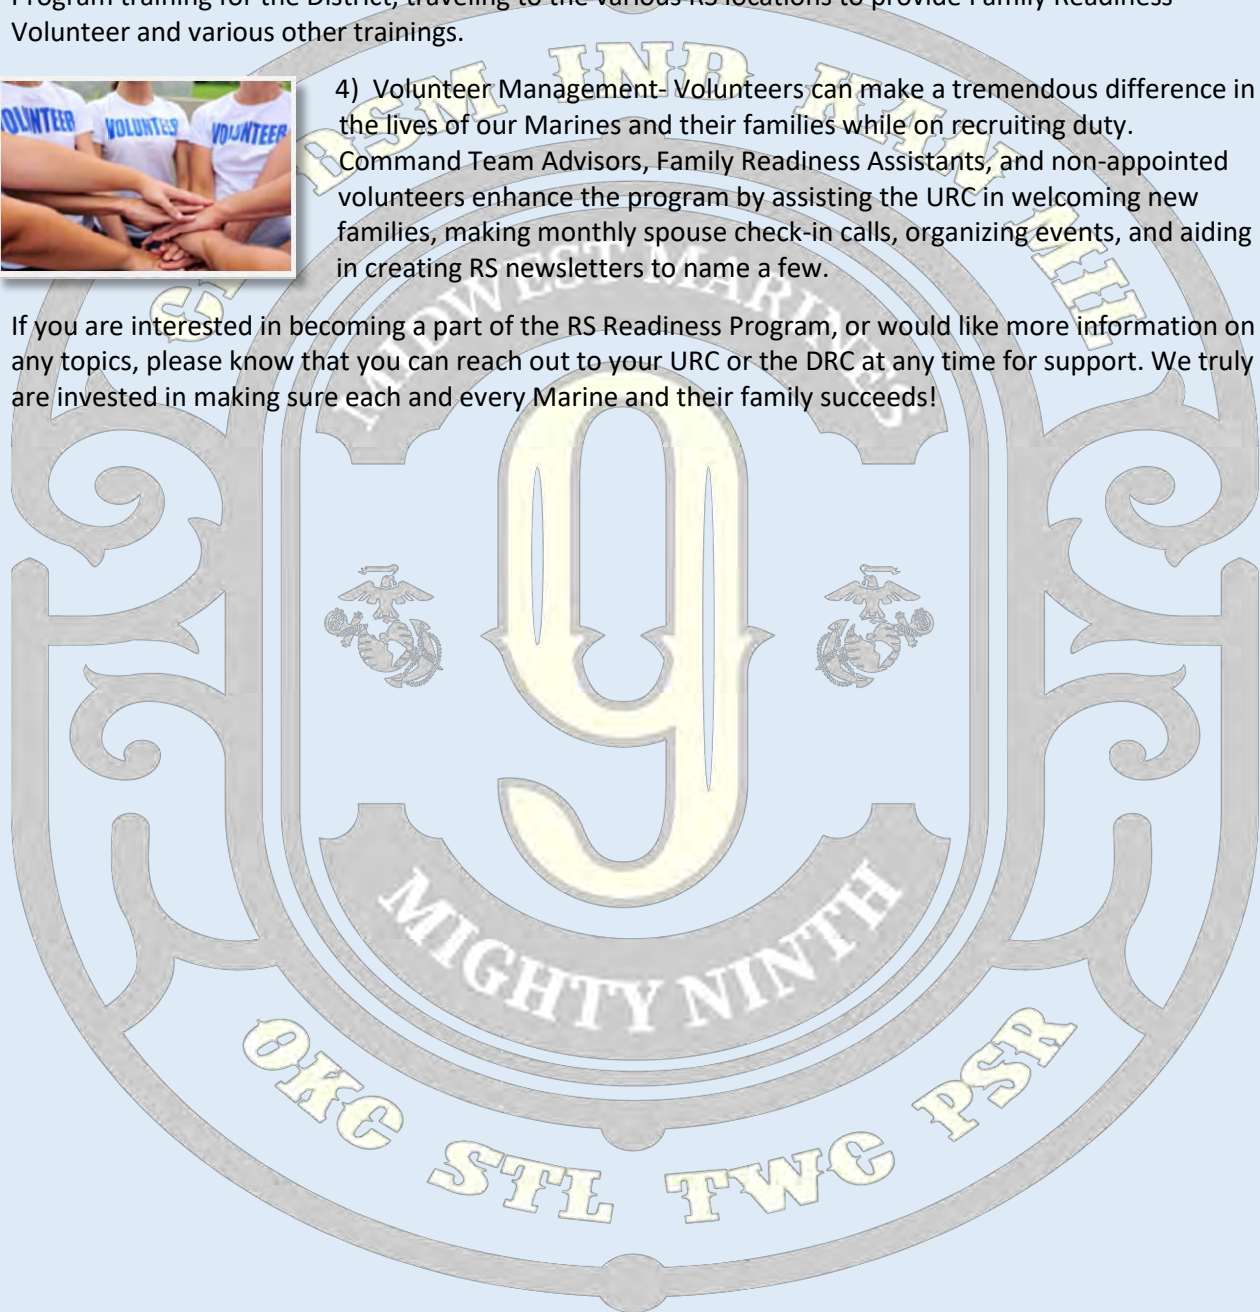 Program training for the District, traveling to the various RS locations to provide Family Readiness
Volunteer and various other trainings.
4) Volunteer Management- Volunteers can make a tremendous difference in
the lives of our Marines and their families while on recruiting duty.
Command Team Advisors, Family Readiness Assistants, and non-appointed
volunteers enhance the program by assisting the URC in welcoming new
families, making monthly spouse check-in calls, organizing events, and aiding
in creating RS newsletters to name a few.
VOLUNTEER
VOLUNTEER
If you are interested in becoming a part of the RS Readiness Program, or would like more information on
any topics, please know that you can reach out to your URC or the DRC at any time for support. We truly
are invested in making sure each and every Marine and their family succeeds!
DSM IND KAN MIL
MIDWEST MARINES
9
MIGHTY NINTH
OKC STL TWC PSR